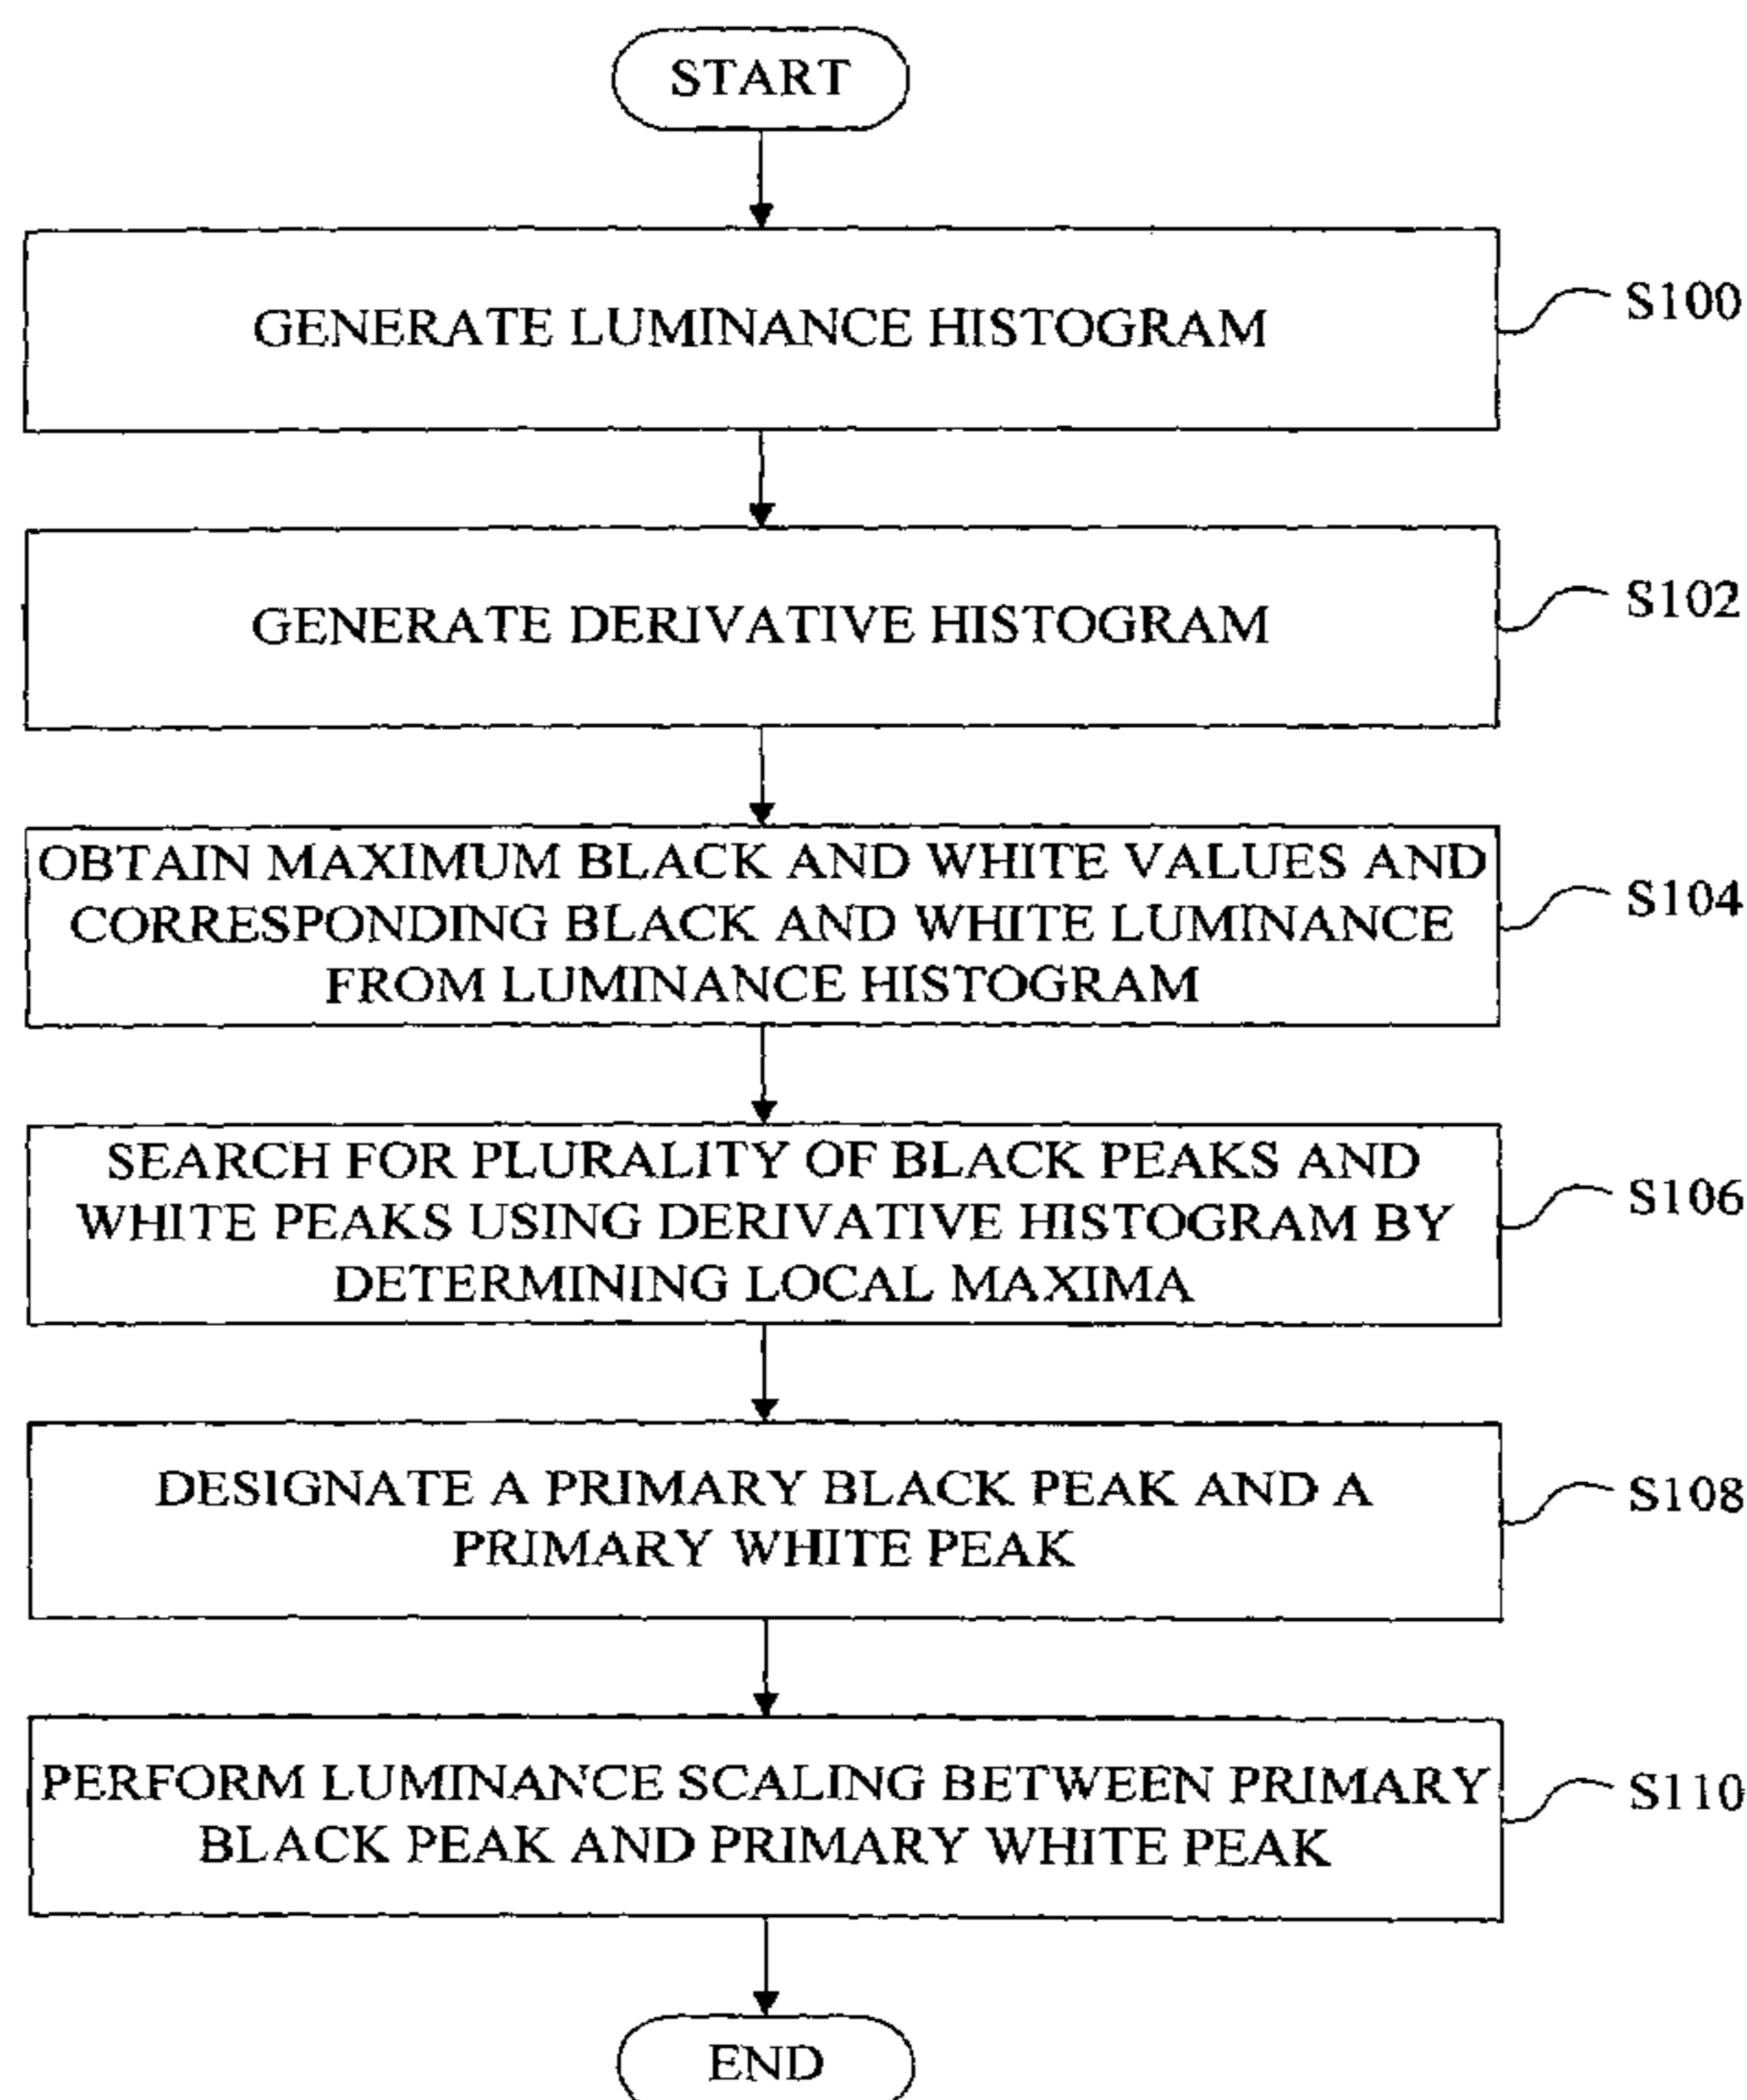 START
GENERATE LUMINANCE HISTOGRAM
S100
GENERATE DERIVATIVE HISTOGRAM
S102
OBTAIN MAXIMUM BLACK AND WHITE VALUES AND
CORRESPONDING BLACK AND WHITE LUMINANCE
FROM LUMINANCE HISTOGRAM
S104
SEARCH FOR PLURALITY OF BLACK PEAKS AND
WHITE PEAKS USING DERIVATIVE HISTOGRAM BY
DETERMINING LOCAL MAXIMA
S106
DESIGNATE A PRIMARY BLACK PEAK AND A
PRIMARY WHITE PEAK
S108
PERFORM LUMINANCE SCALING BETWEEN PRIMARY
BLACK PEAK AND PRIMARY WHITE PEAK
S110
END